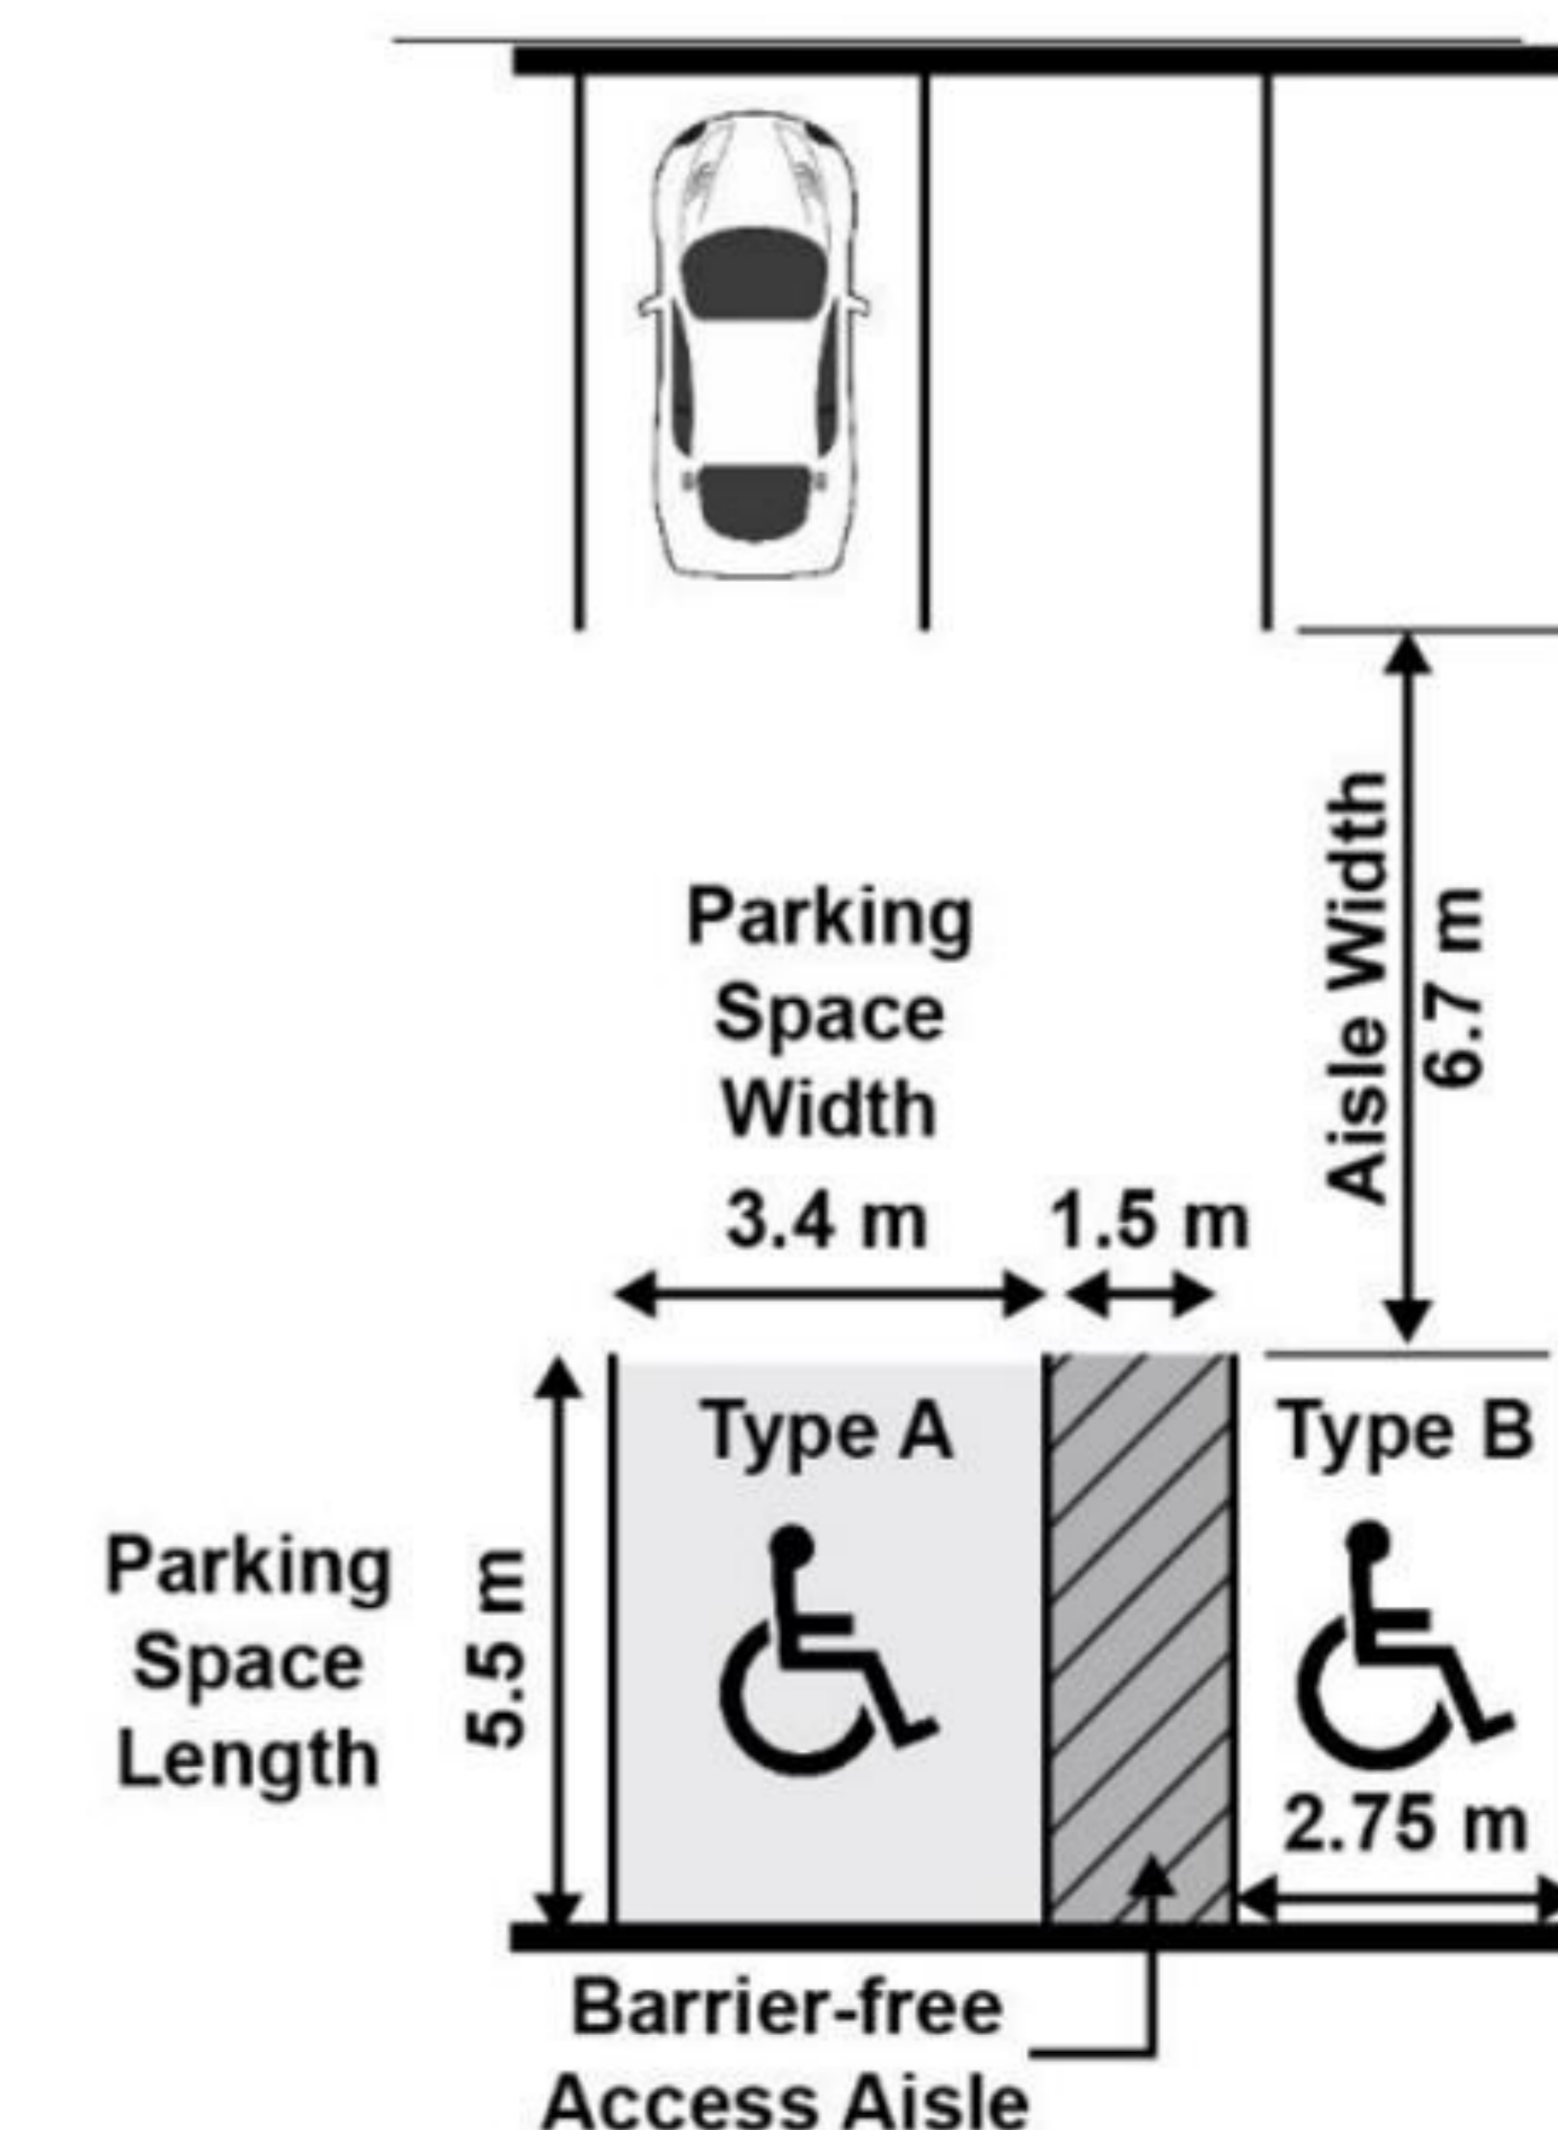 Aisle Width
6.7 m
Parking
Space
Width
3.4 m
1.5 m
Type A
Type B
Parking
Space
Length
5.5 m
2.75 m
Barrier-free
Access Aisle